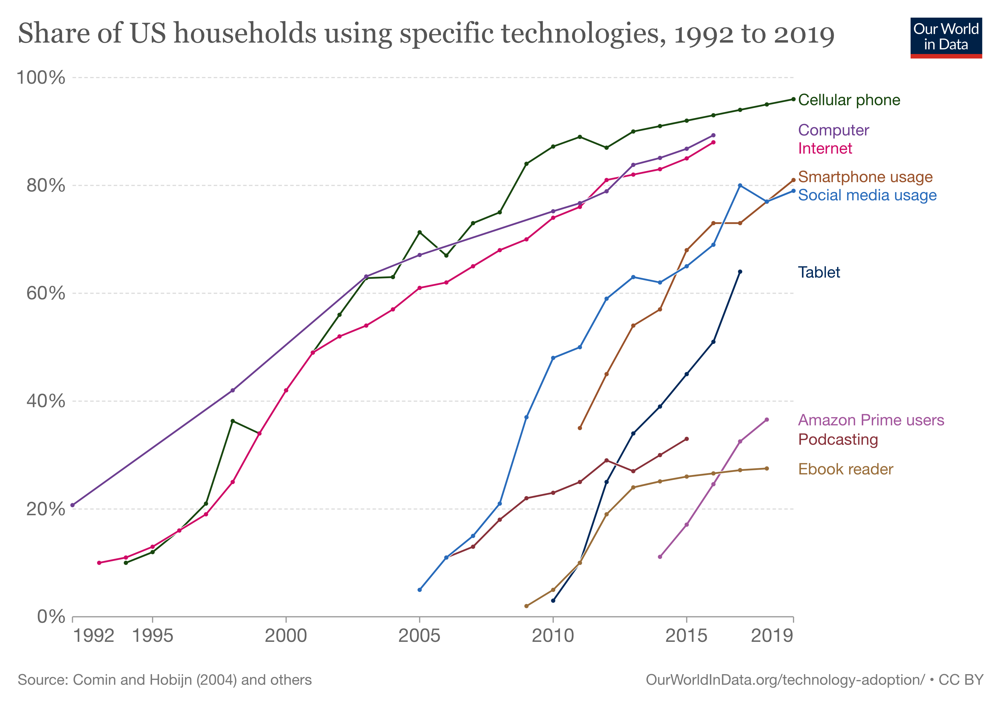 Share of US households using specific technologies, 1992 to 2019
Our World
in Data
100%
80%
60%
40%
20%
0%
Cellular phone
Computer
Internet
Smartphone usage
Social media usage
Tablet
Amazon Prime users
Podcasting
Ebook reader
1992 1995 2000 2005 2010 2015 2019
Source: Comin and Hobijn (2004) and others
OurWorldInData.org/technology-adoption/ • CC BY